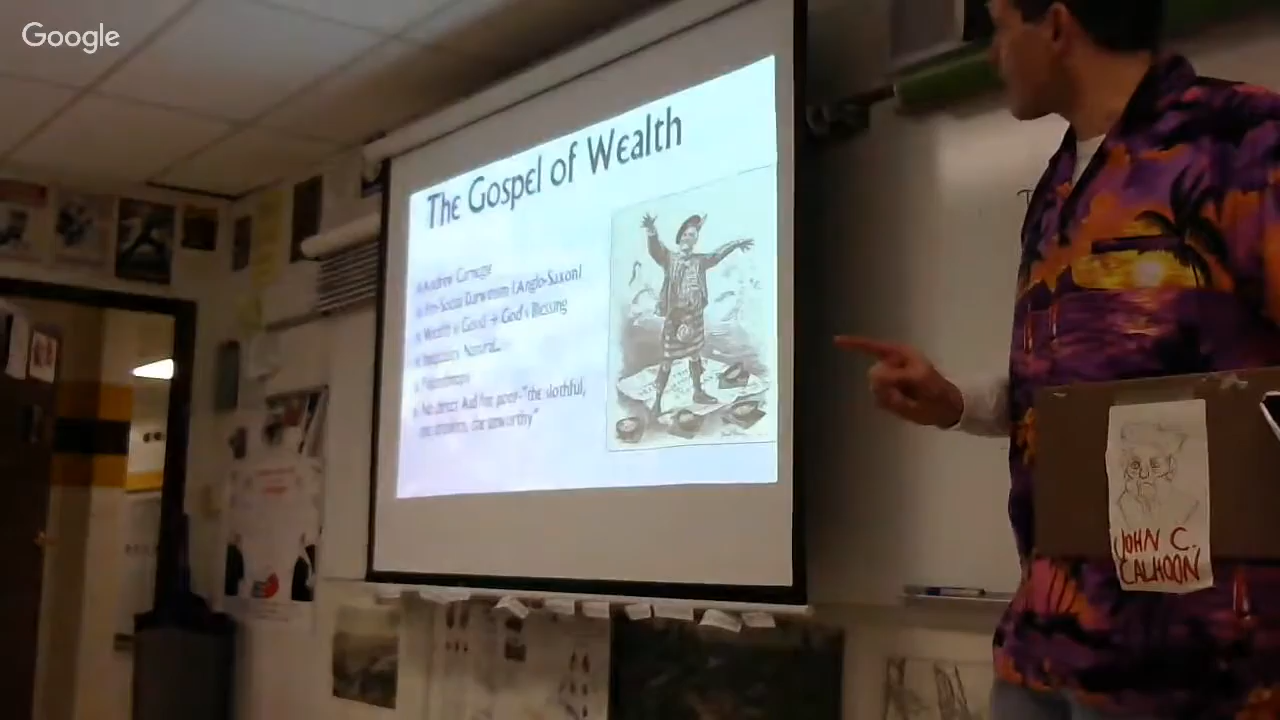 Google
The Gospel of Wealth
Andrew Carnegie
Pro-Social Darwinism (Anglo-Saxon)
Wealth = Good → God's Blessing
Inequality Natural...
Philanthropy
No direct Aid for poor-"the slothful,
the drunken, the unworthy"
JOHN C.
CALHOON